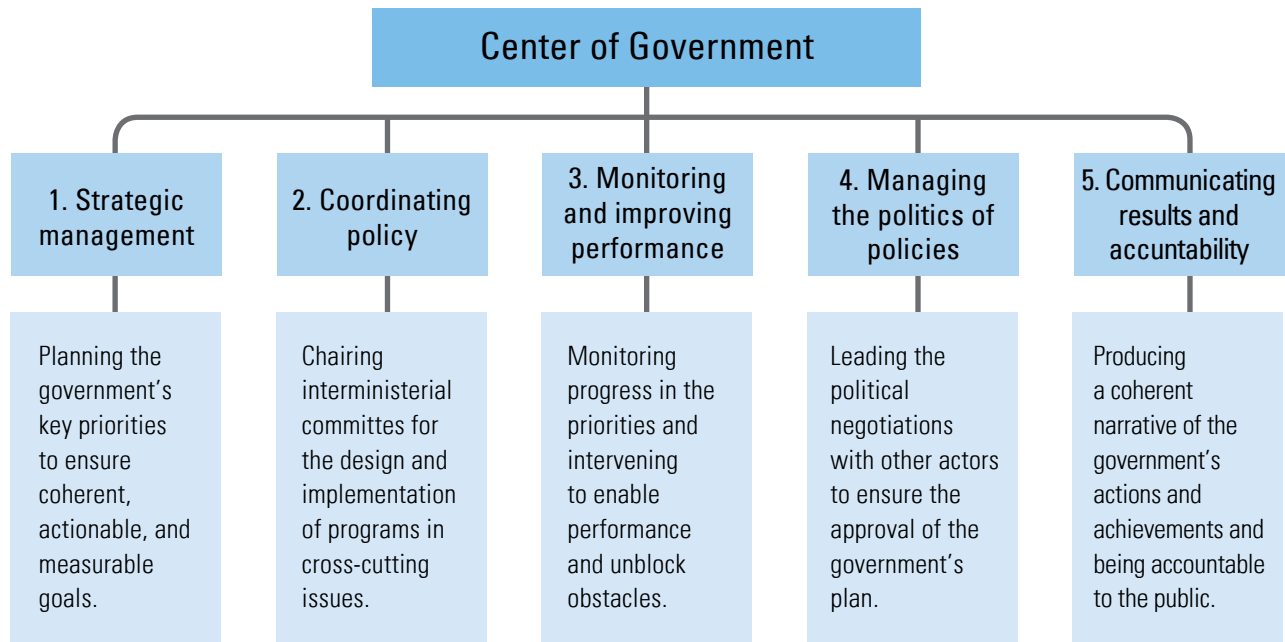 Center of Government
1. Strategic
management
2. Coordinating
policy
3. Monitoring
and improving
performance
4. Managing
the politics of
policies
5. Communicating
results and
accountability
Planning the
government’s
key priorities
to ensure
coherent,
actionable, and
measurable
goals.
Chairing
interministerial
committes for
the design and
implementation
of programs in
cross-cutting
issues.
Monitoring
progress in the
priorities and
intervening
to enable
performance
and unblock
obstacles.
Leading the
political
negotiations
with other actors
to ensure the
approval of the
government’s
plan.
Producing
a coherent
narrative of the
government’s
actions and
achievements and
being accountable
to the public.